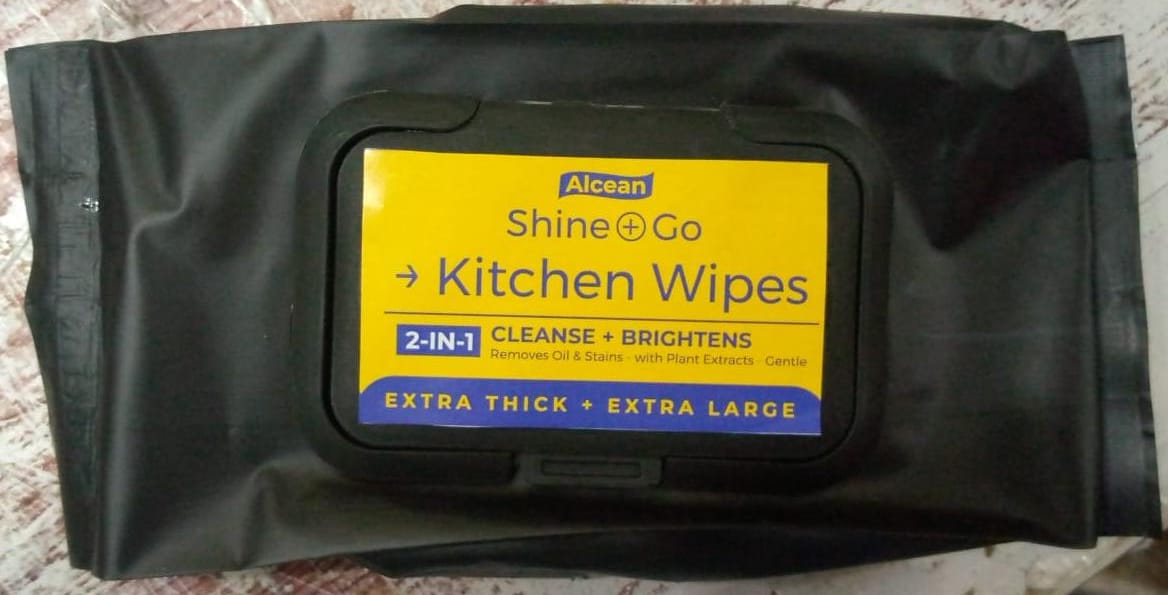 Alcean
Shine + Go
→ Kitchen Wipes
2-IN-1 CLEANSE + BRIGHTENS
Removes Oil & Stains · with Plant Extracts · Gentle
EXTRA THICK + EXTRA LARGE